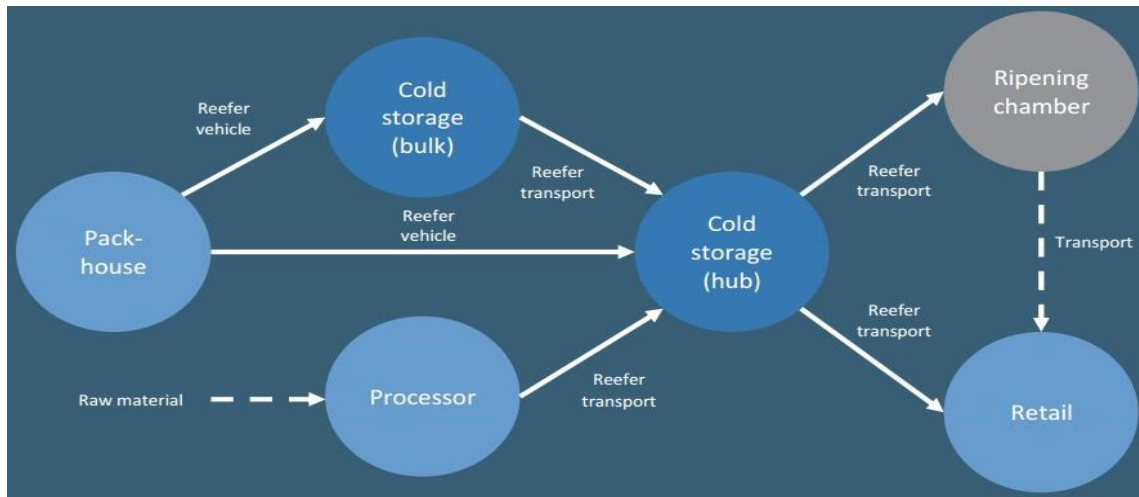 Reefer
vehicle
Cold
storage
(bulk)
Reefer
transport
Ripening
chamber
Reefer
transport
Pack-
house
Reefer
vehicle
Cold
storage
(hub)
Transport
Raw material
Processor
Reefer
transport
Reefer
transport
Retail